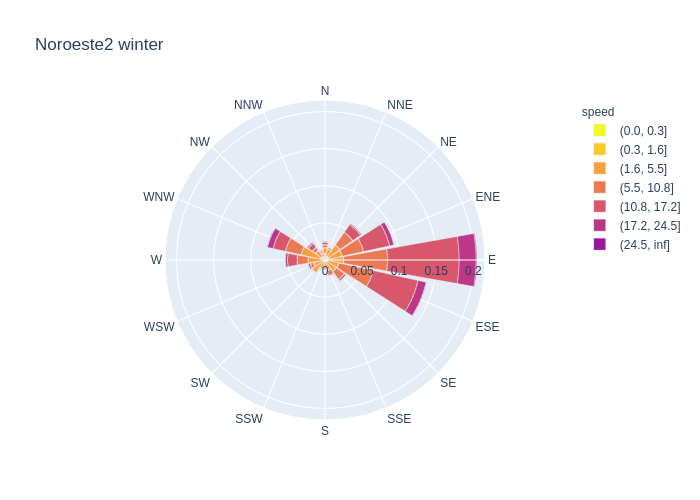 Noroeste2 winter
N
NNE
NE
ENE
E
ESE
SE
SSE
S
SSW
SW
WSW
W
WNW
NW
NNW
0 0.05 0.1 0.15 0.2
speed
(0.0, 0.3]
(0.3, 1.6]
(1.6, 5.5]
(5.5, 10.8]
(10.8, 17.2]
(17.2, 24.5]
(24.5, inf]